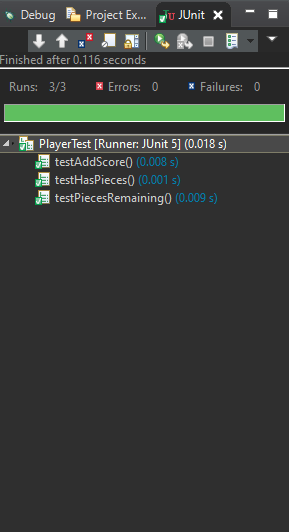 Debug Project Ex... JUnit
Finished after 0.116 seconds
Runs: 3/3 Errors: 0 Failures: 0
PlayerTest [Runner: JUnit 5] (0.018 s)
testAddScore() (0.008 s)
testHasPieces() (0.001 s)
testPiecesRemaining() (0.009 s)